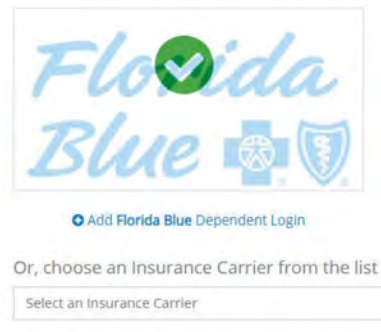 Florida
Blue
Add Florida Blue Dependent Login
Or, choose an Insurance Carrier from the list
Select an Insurance Carrier